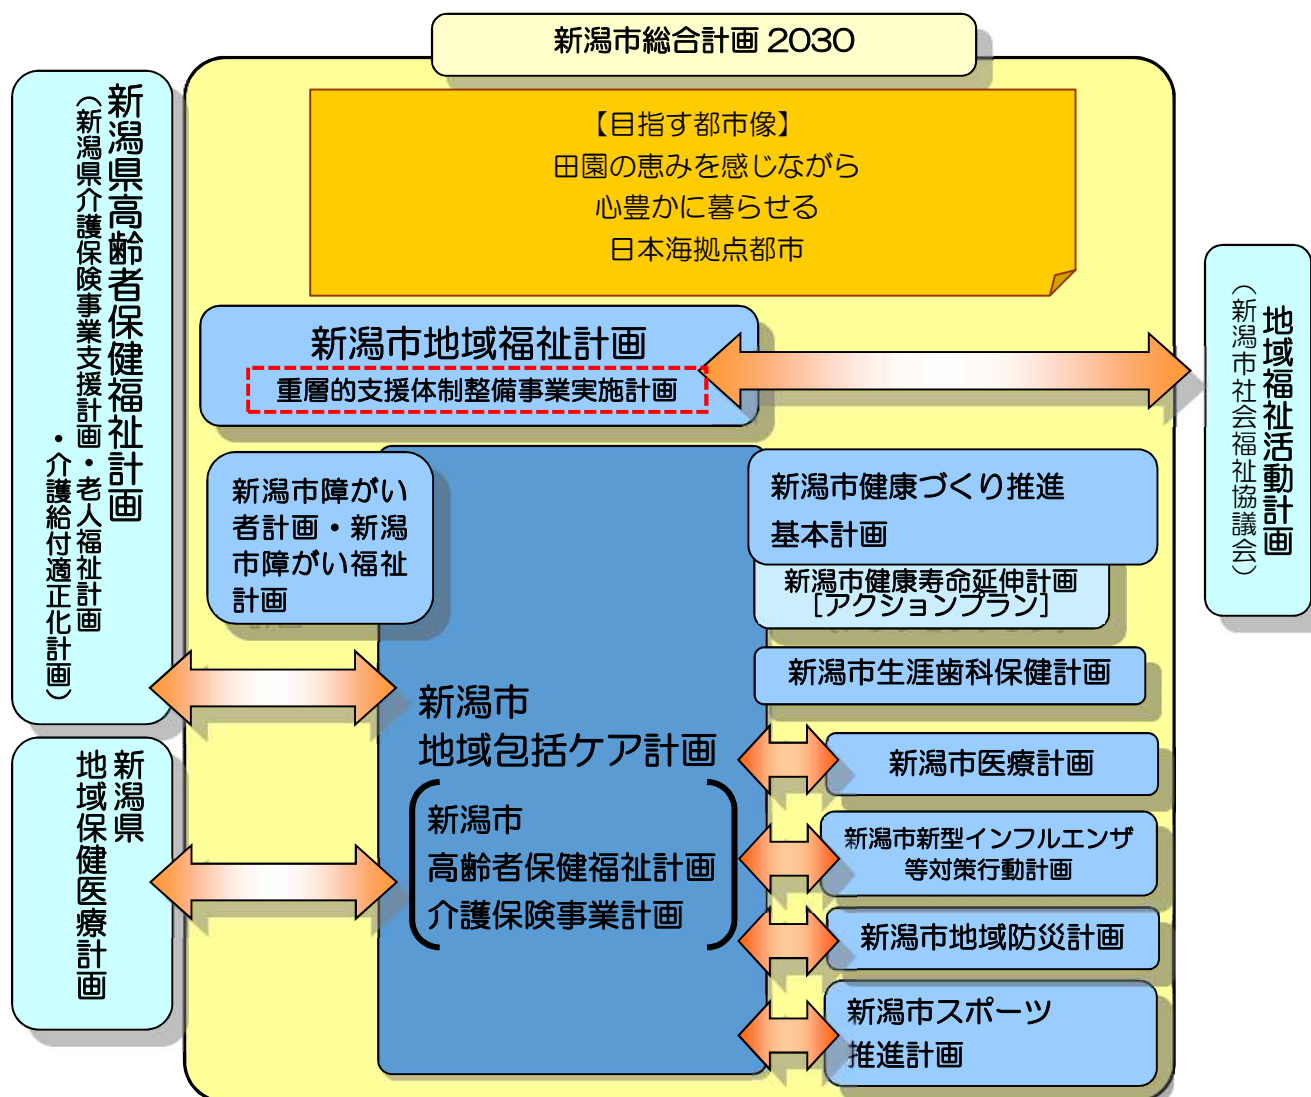 新潟市総合計画 2030
【目指す都市像】
田園の恵みを感じながら
心豊かに暮らせる
日本海拠点都市
新潟県高齢者保健福祉計画
（新潟県介護保険事業支援計画・老人福祉計画
・介護給付適正化計画）
新潟県
地域保健医療計画
新潟市地域福祉計画
重層的支援体制整備事業実施計画
地域福祉活動計画
（新潟市社会福祉協議会）
新潟市障がい
者計画・新潟
市障がい福祉
計画
新潟市
地域包括ケア計画
新潟市
高齢者保健福祉計画
介護保険事業計画
新潟市健康づくり推進
基本計画
新潟市健康寿命延伸計画
［アクションプラン］
新潟市生涯歯科保健計画
新潟市医療計画
新潟市新型インフルエンザ
等対策行動計画
新潟市地域防災計画
新潟市スポーツ
推進計画